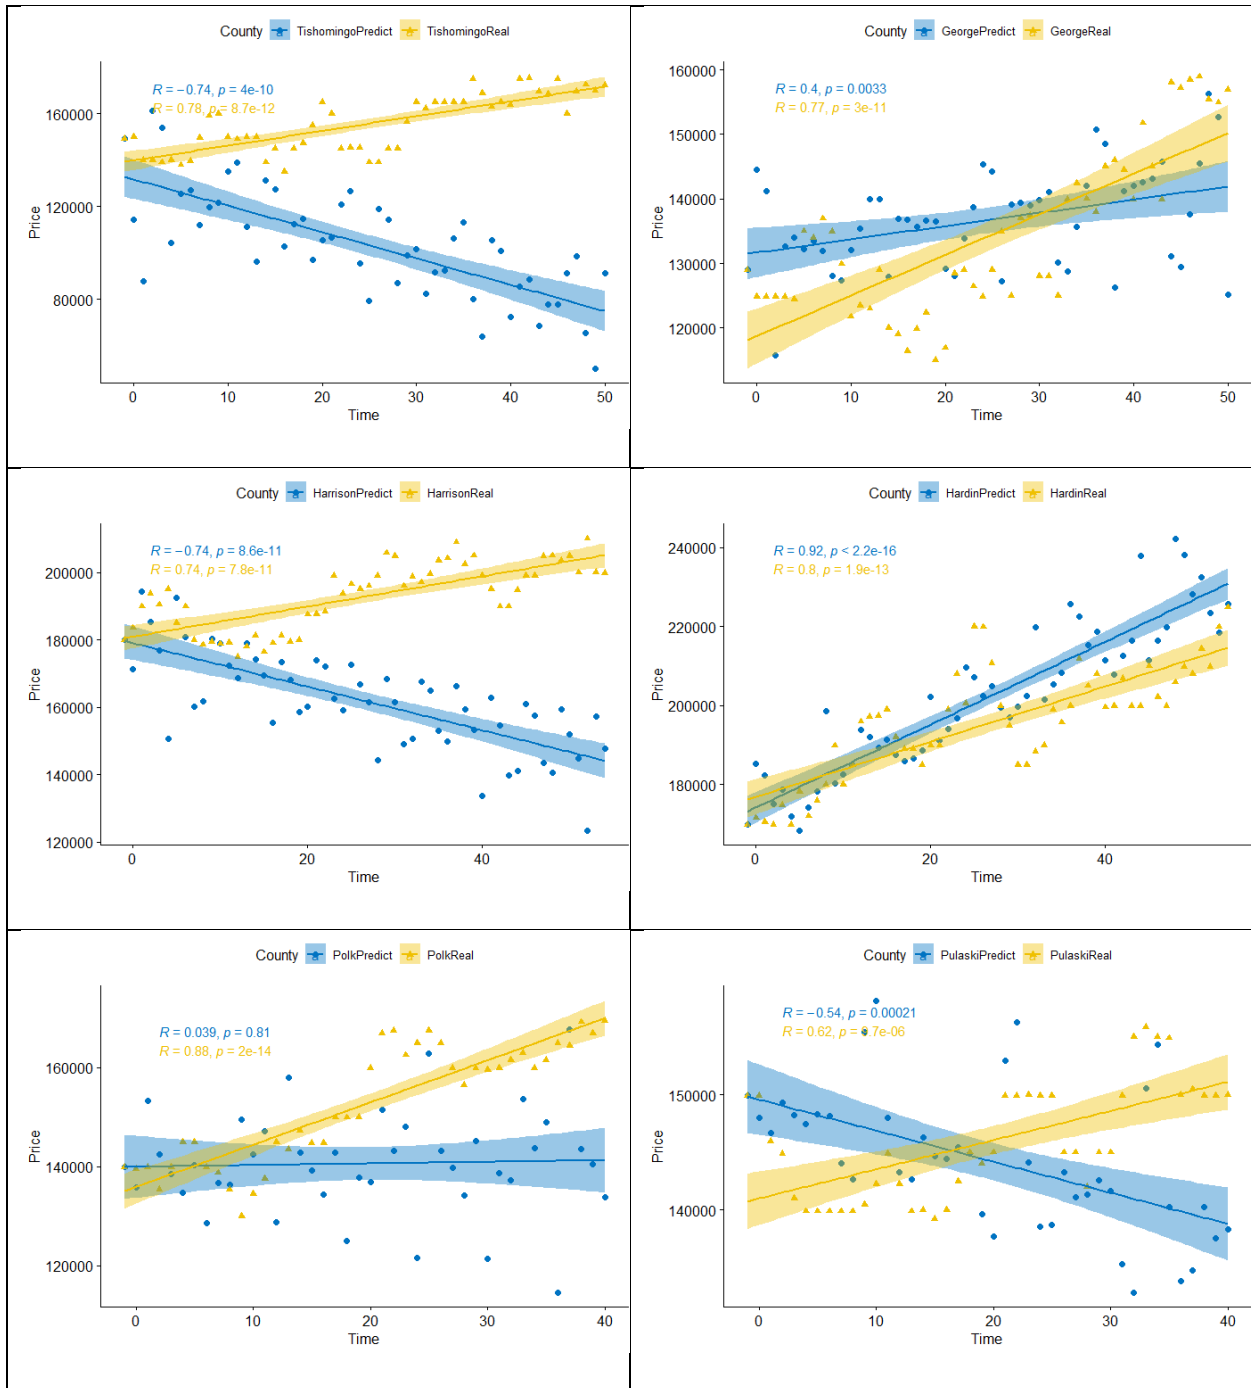 County TishomingoPredict TishomingoReal
R = −0.74, p = 4e-10
R = 0.78, p = 8.7e-12
Price
160000
120000
80000
0 10 20 30 40 50
Time
County GeorgePredict GeorgeReal
R = 0.4, p = 0.0033
R = 0.77, p = 3e-11
Price
160000
150000
140000
130000
120000
0 10 20 30 40 50
Time
County HarrisonPredict HarrisonReal
R = −0.74, p = 8.6e-11
R = 0.74, p = 7.8e-11
Price
200000
180000
160000
140000
120000
0 20 40
Time
County HardinPredict HardinReal
R = 0.92, p < 2.2e-16
R = 0.8, p = 1.9e-13
Price
240000
220000
200000
180000
0 20 40
Time
County PolkPredict PolkReal
R = 0.039, p = 0.81
R = 0.88, p = 2e-14
Price
160000
140000
120000
0 10 20 30 40
Time
County PulaskiPredict PulaskiReal
R = −0.54, p = 0.00021
R = 0.62, p =
Price
150000
140000
0 10 20 30 40
Time